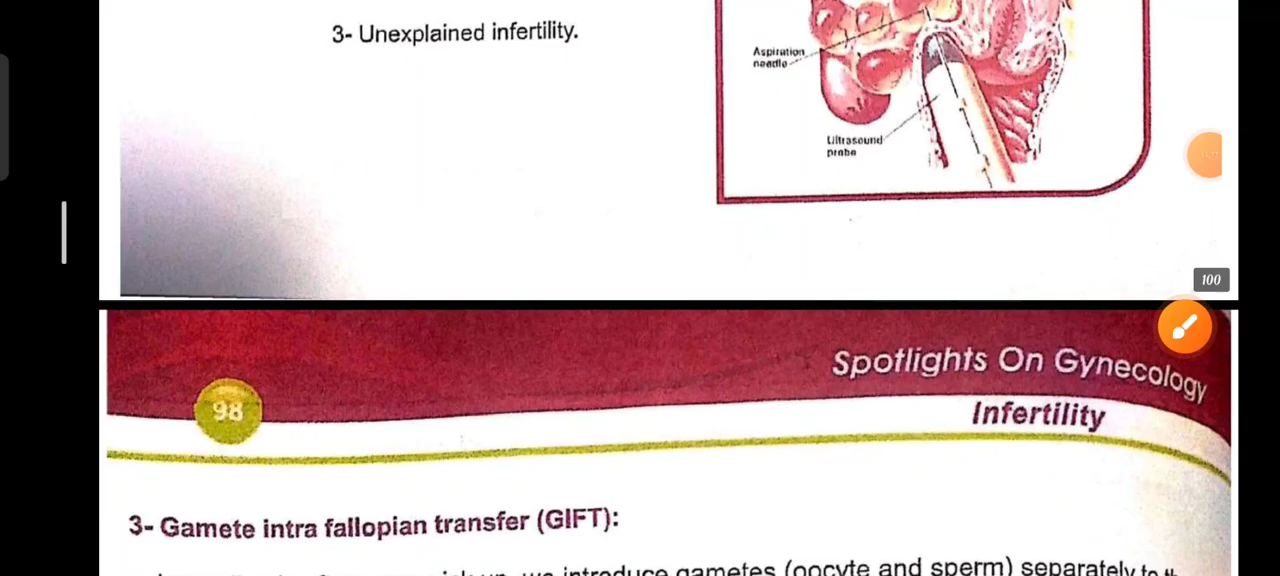 3- Unexplained infertility.
Aspiration
needle
Ultrasound
probe
100
Spotlights On Gynecology
98
Infertility
3- Gamete intra fallopian transfer (GIFT):
we introduce gametes (oocyte and sperm) separately to